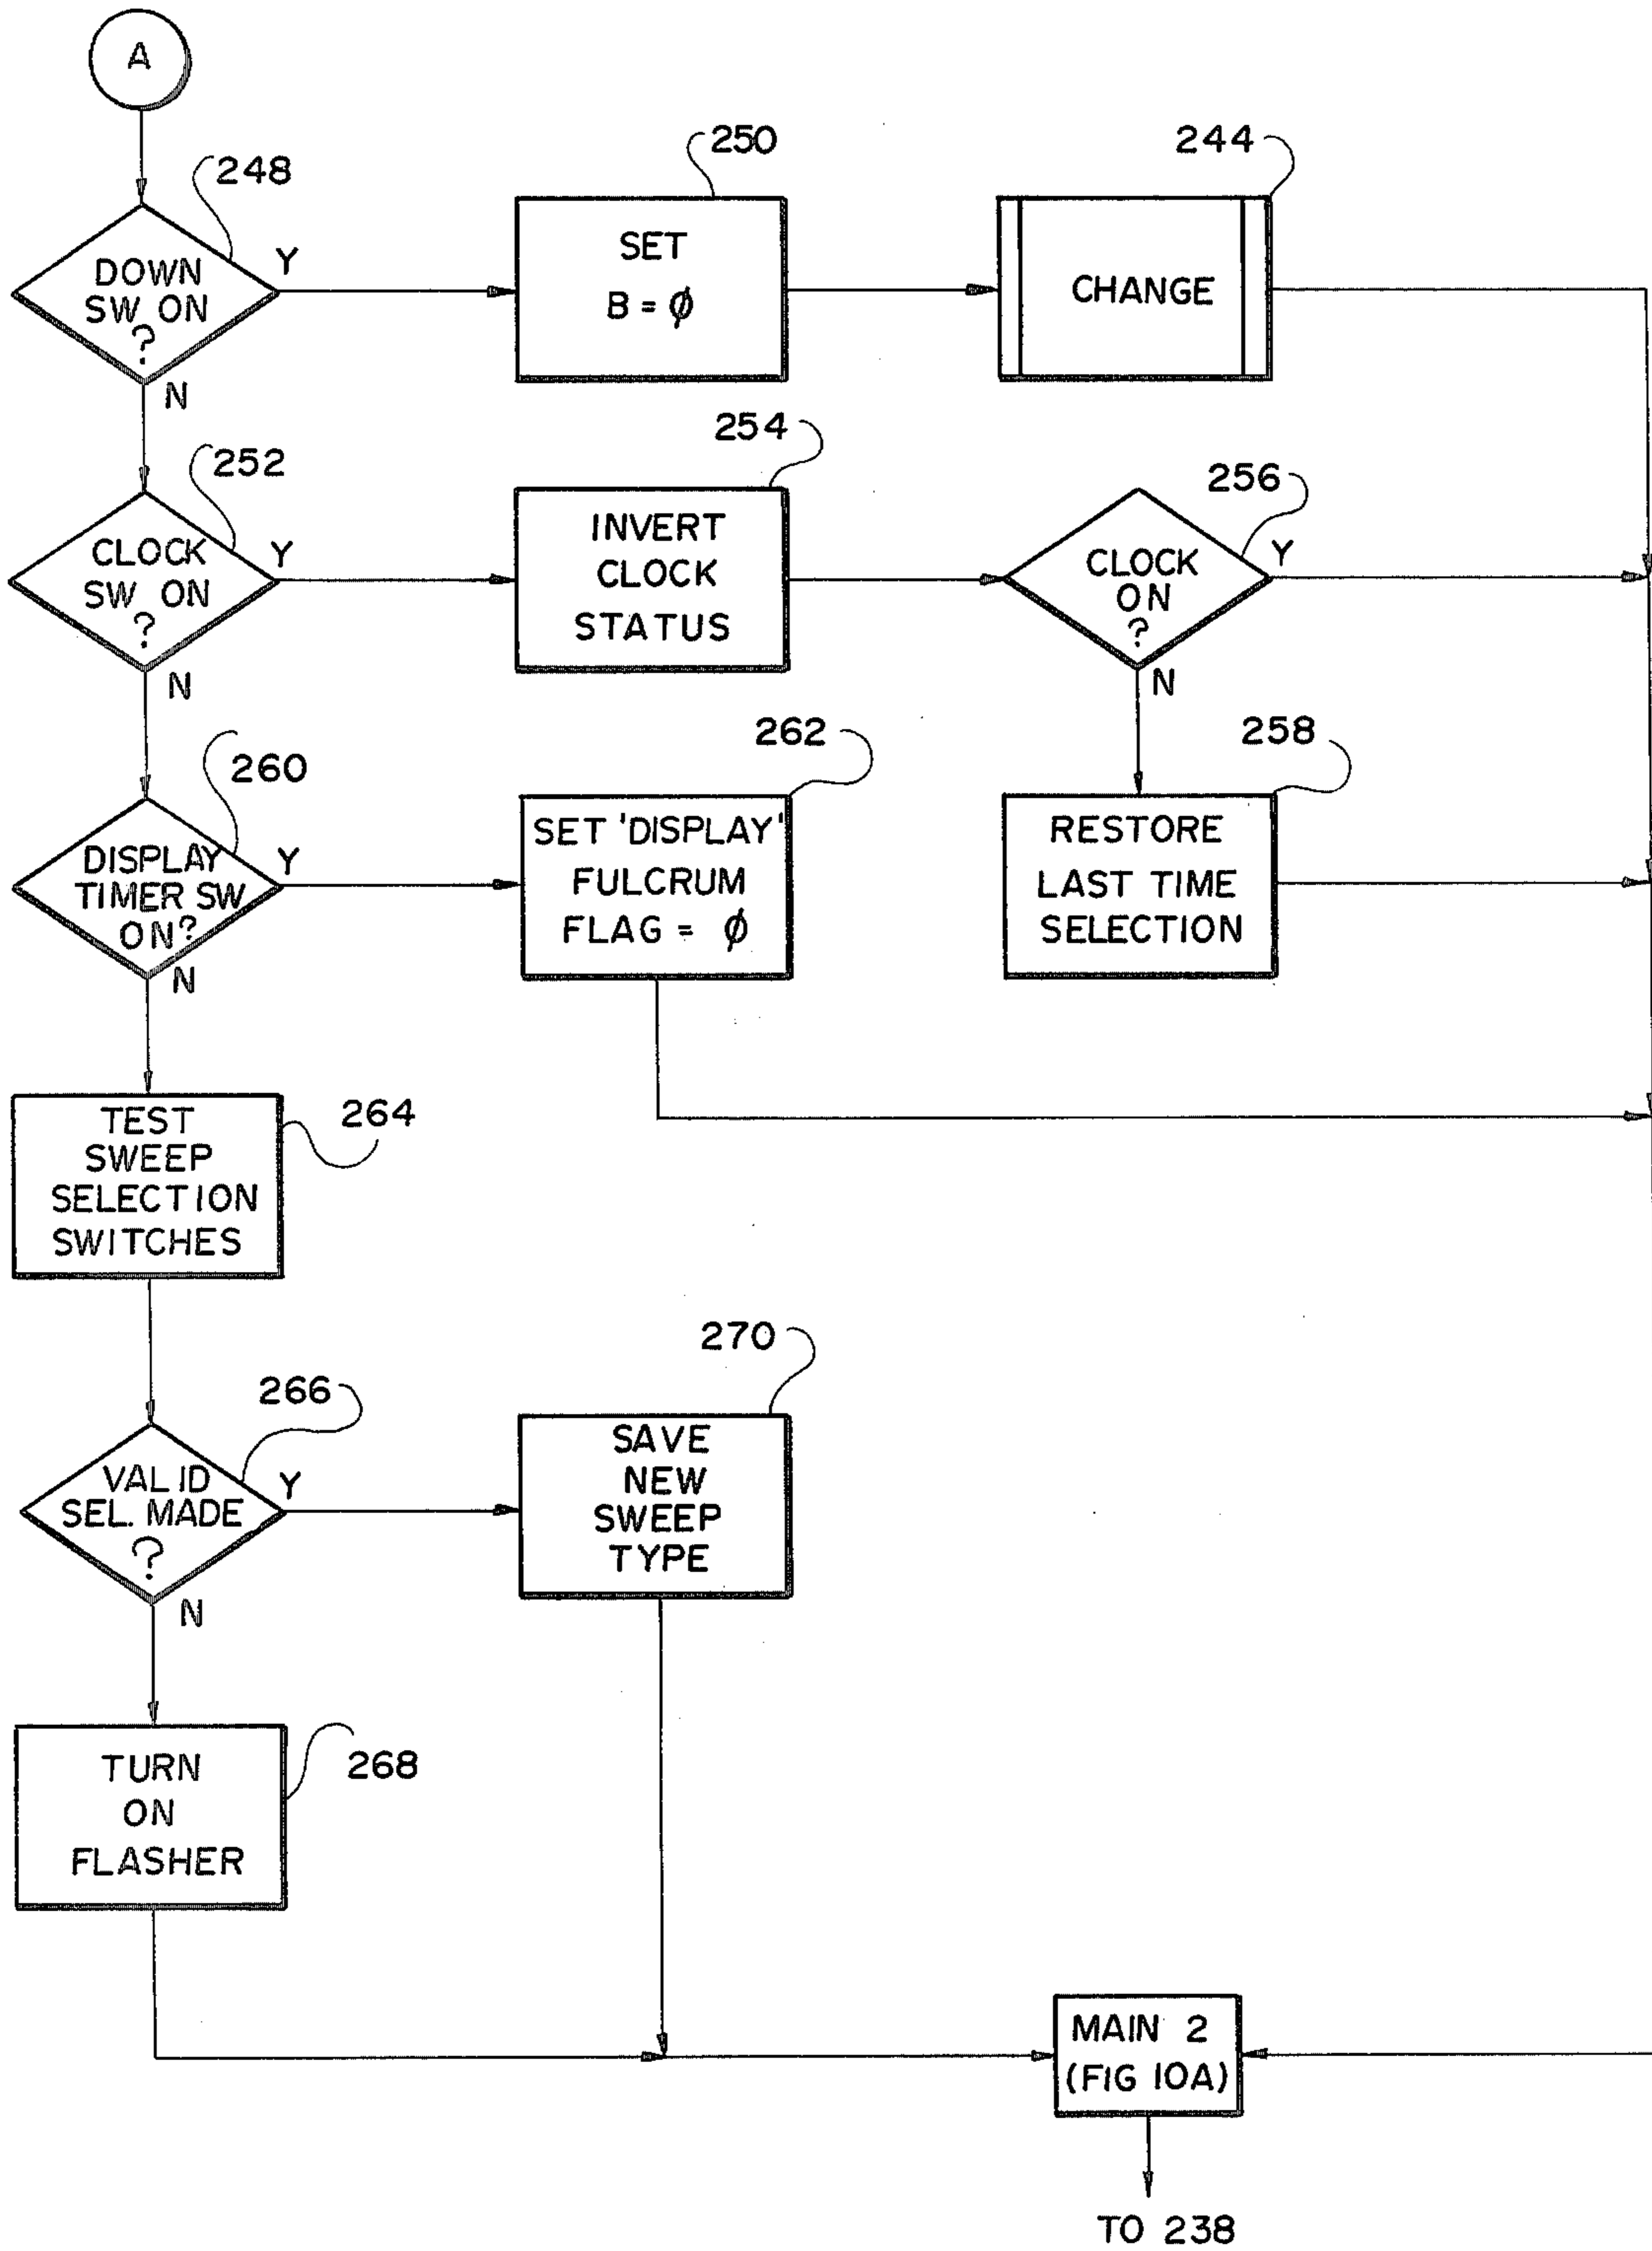 A
248
DOWN
SW ON
?
Y
N
250
SET
B = ϕ
244
CHANGE
252
CLOCK
SW ON
?
Y
N
254
INVERT
CLOCK
STATUS
256
CLOCK
ON
?
Y
N
258
RESTORE
LAST TIME
SELECTION
260
DISPLAY
TIMER SW
ON?
Y
N
262
SET 'DISPLAY'
FULCRUM
FLAG = ϕ
264
TEST
SWEEP
SELECTION
SWITCHES
266
VALID
SEL. MADE
?
Y
N
270
SAVE
NEW
SWEEP
TYPE
268
TURN
ON
FLASHER
MAIN 2
(FIG 10A)
TO 238